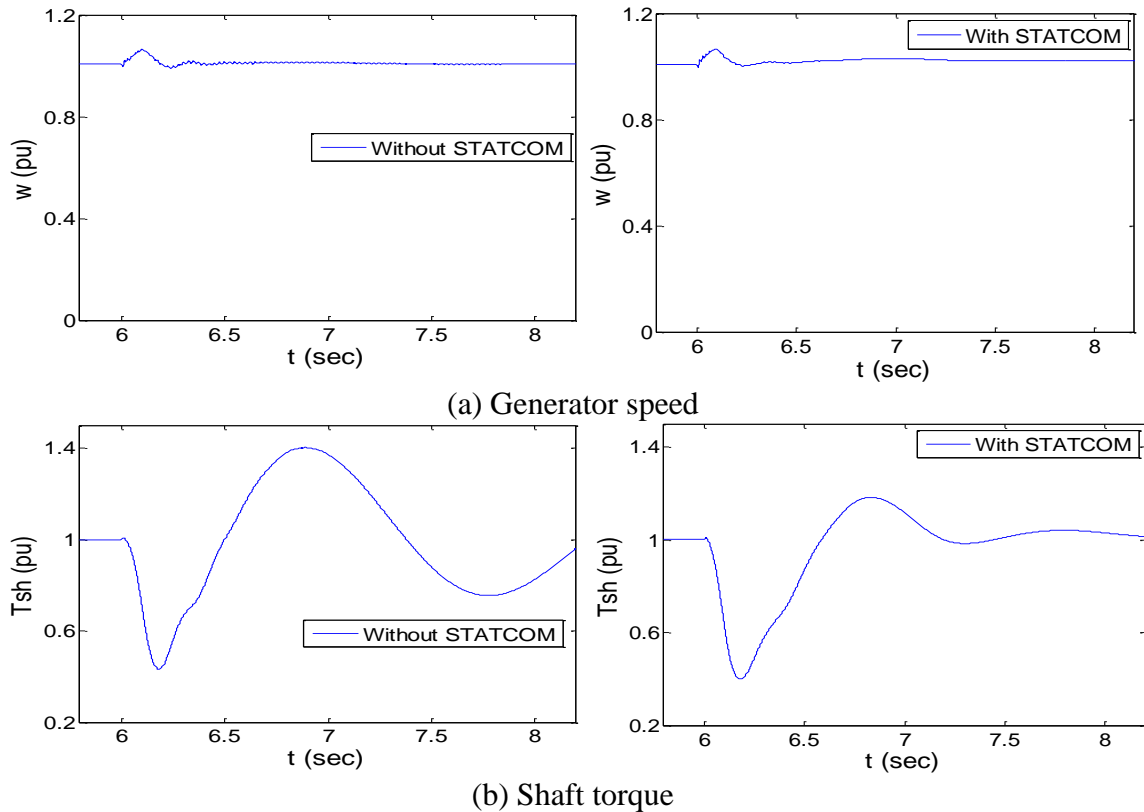 1.2
0.8
0.4
0
w (pu)
Without STATCOM
6 6.5 7 7.5 8
t (sec)
1.2
0.8
0.4
0
w (pu)
With STATCOM
6 6.5 7 7.5 8
t (sec)
(a) Generator speed
1.4
1
0.6
0.2
Tsh (pu)
Without STATCOM
6 6.5 7 7.5 8
t (sec)
1.4
1
0.6
0.2
Tsh (pu)
With STATCOM
6 6.5 7 7.5 8
t (sec)
(b) Shaft torque